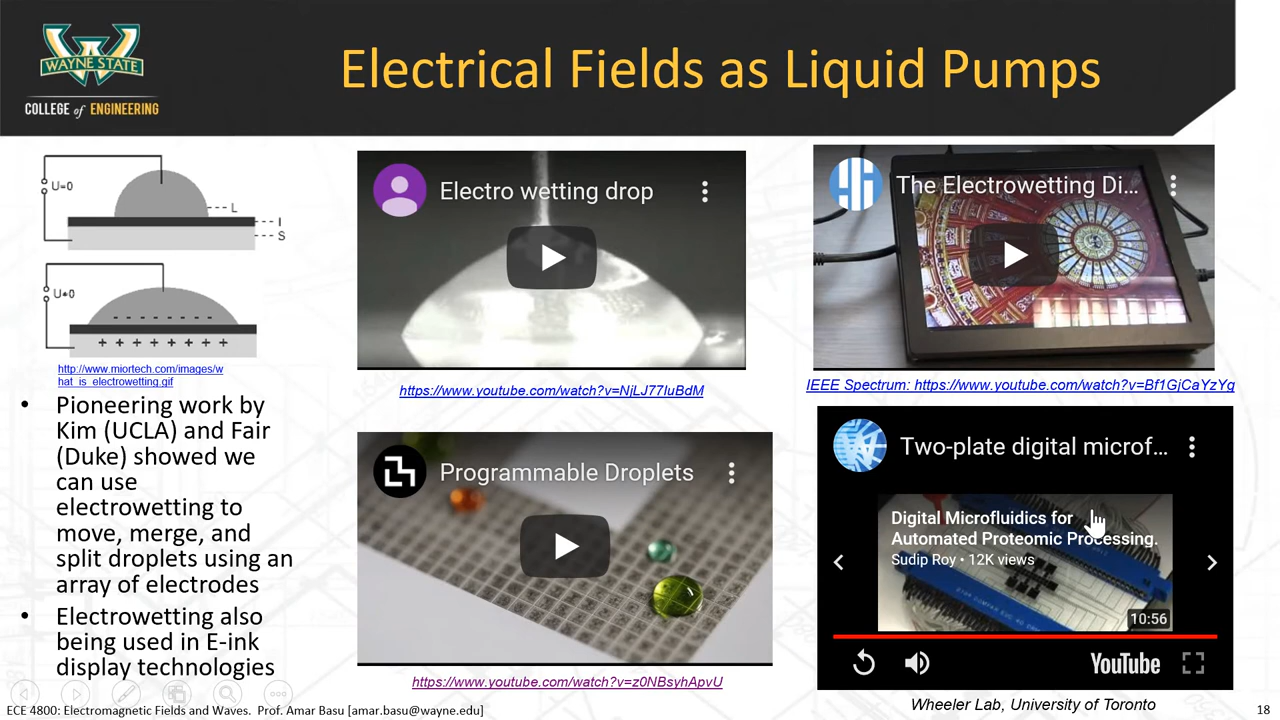 WAYNE STATE
COLLEGE of ENGINEERING
Electrical Fields as Liquid Pumps
U=0
L
I
S
U≠0
- - - - - - - -
+ + + + + + + +
http://www.miortech.com/images/w
hat_is_electrowetting.gif
• Pioneering work by
Kim (UCLA) and Fair
(Duke) showed we
can use
electrowetting to
move, merge, and
split droplets using an
array of electrodes
• Electrowetting also
being used in E-ink
display technologies
Electro wetting drop
https://www.youtube.com/watch?v=NjLJ77IuBdM
The Electrowetting Di...
IEEE Spectrum: https://www.youtube.com/watch?v=Bf1GjCaYzYg
Programmable Droplets
https://www.youtube.com/watch?v=z0NBsyhApvU
Two-plate digital microf...
Digital Microfluidics for
Automated Proteomic Processing.
Sudip Roy • 12K views
10:56
YouTube
Wheeler Lab, University of Toronto
ECE 4800: Electromagnetic Fields and Waves. Prof. Amar Basu [amar.basu@wayne.edu]
18